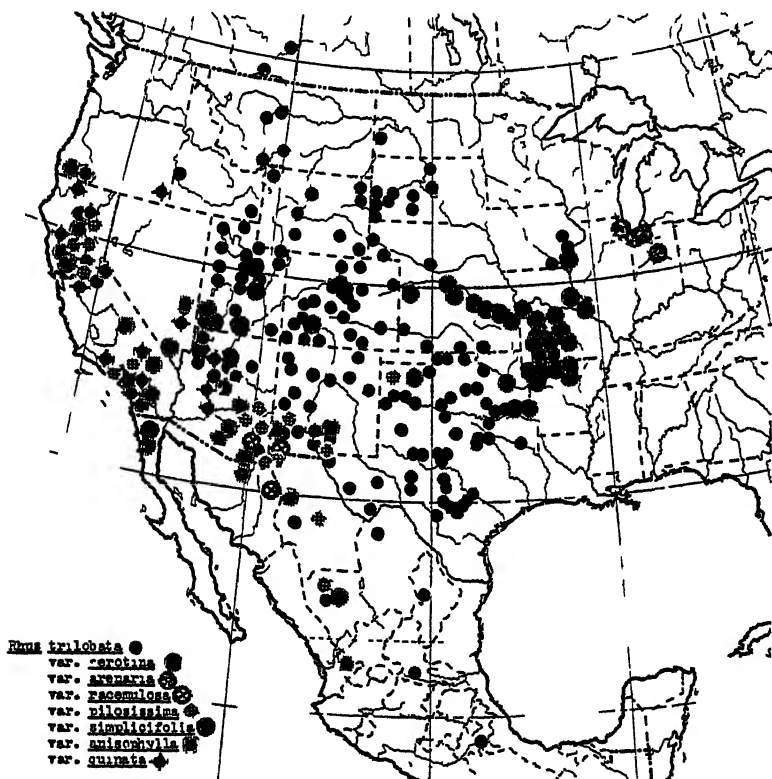 Rhus trilobata
var. serotina
var. arenaria
var. racemulosa
var. pilosissima
var. simplicifolia
var. anisophylla
var. quinata